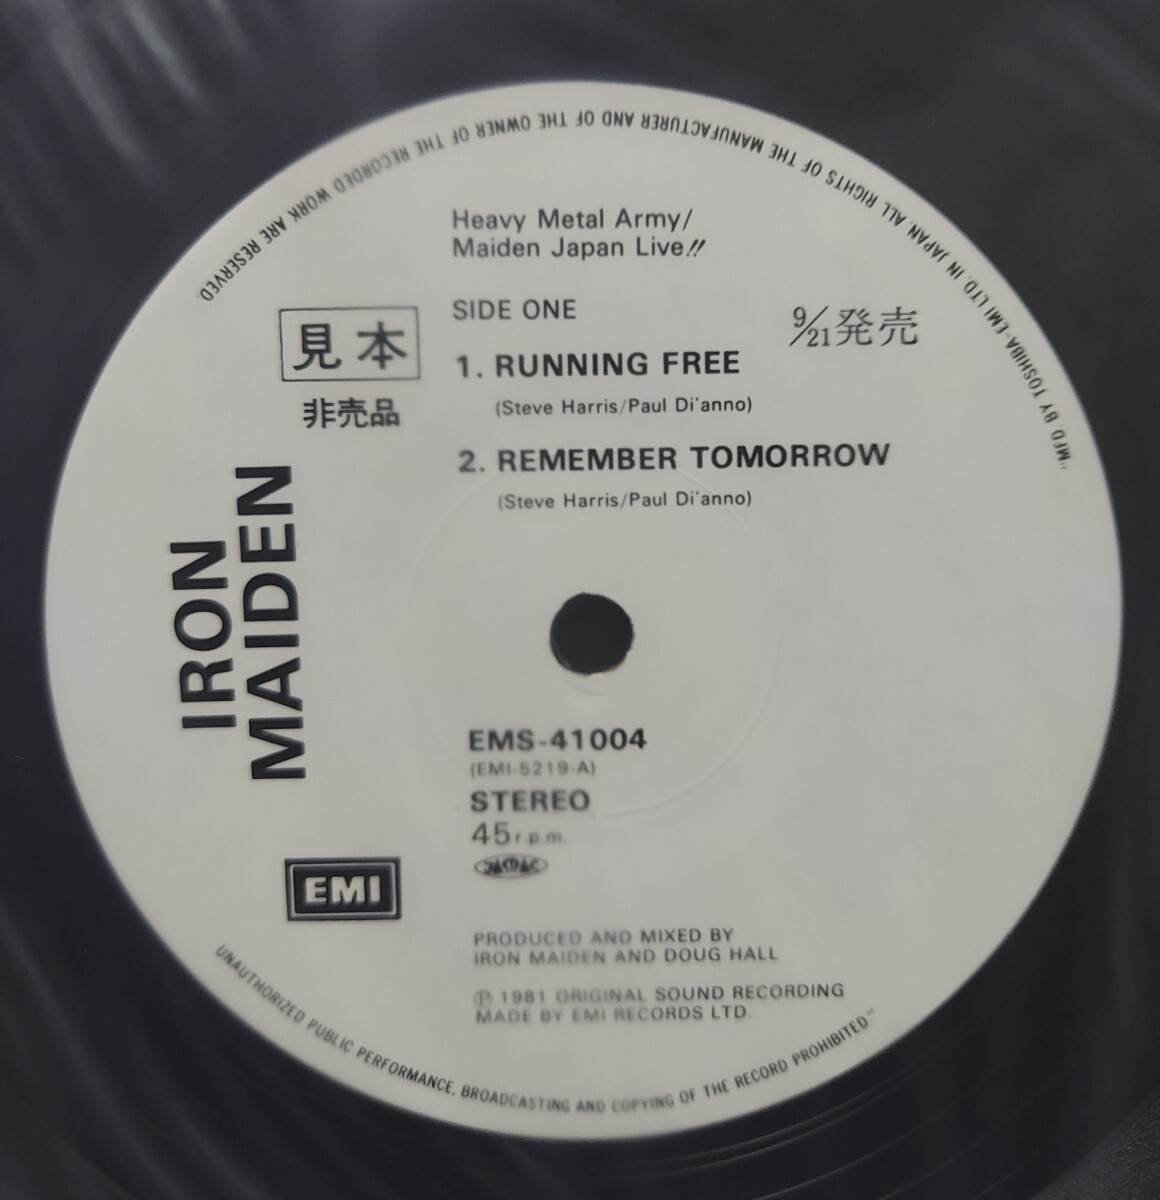 "MFD. BY TOSHIBA-EMI LTD. IN JAPAN, ALL RIGHTS OF THE MANUFACTURER AND OF THE OWNER OF THE RECORDED WORK ARE RESERVED.
Heavy Metal Army/
Maiden Japan Live!!
SIDE ONE
9/21発売
見本
非売品
1. RUNNING FREE
(Steve Harris/Paul Di'anno)
2. REMEMBER TOMORROW
(Steve Harris/Paul Di'anno)
IRON
MAIDEN
EMS-41004
(EMI-5219-A)
STEREO
45 r.p.m.
JASRAC
EMI
PRODUCED AND MIXED BY
IRON MAIDEN AND DOUG HALL
Ⓟ 1981 ORIGINAL SOUND RECORDING
MADE BY EMI RECORDS LTD.
UNAUTHORIZED PUBLIC PERFORMANCE, BROADCASTING AND COPYING OF THE RECORD PROHIBITED."